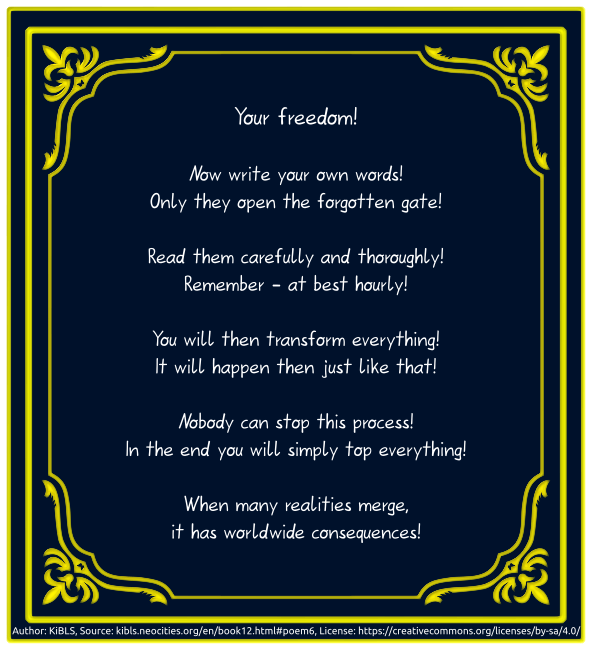 Your freedom!
Now write your own words!
Only they open the forgotten gate!
Read them carefully and thoroughly!
Remember – at best hourly!
You will then transform everything!
It will happen then just like that!
Nobody can stop this process!
In the end you will simply top everything!
When many realities merge,
it has worldwide consequences!
Author: KiBLS, Source: kibls.neocities.org/en/book12.html#poem6, License: https://creativecommons.org/licenses/by-sa/4.0/